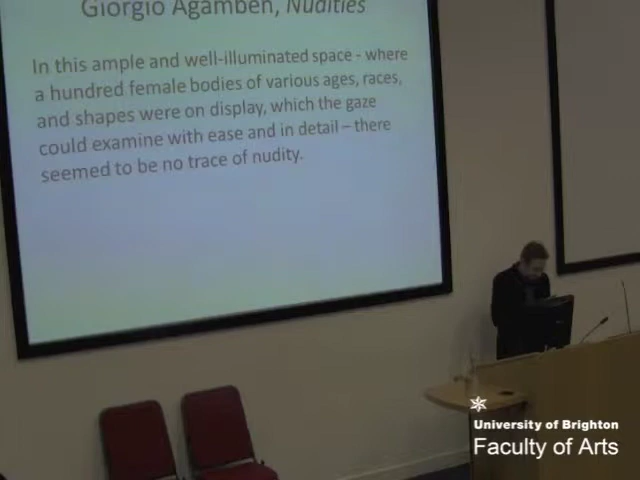 Giorgio Agamben, Nudities
In this ample and well-illuminated space - where
a hundred female bodies of various ages, races,
and shapes were on display, which the gaze
could examine with ease and in detail – there
seemed to be no trace of nudity.
University of Brighton
Faculty of Arts